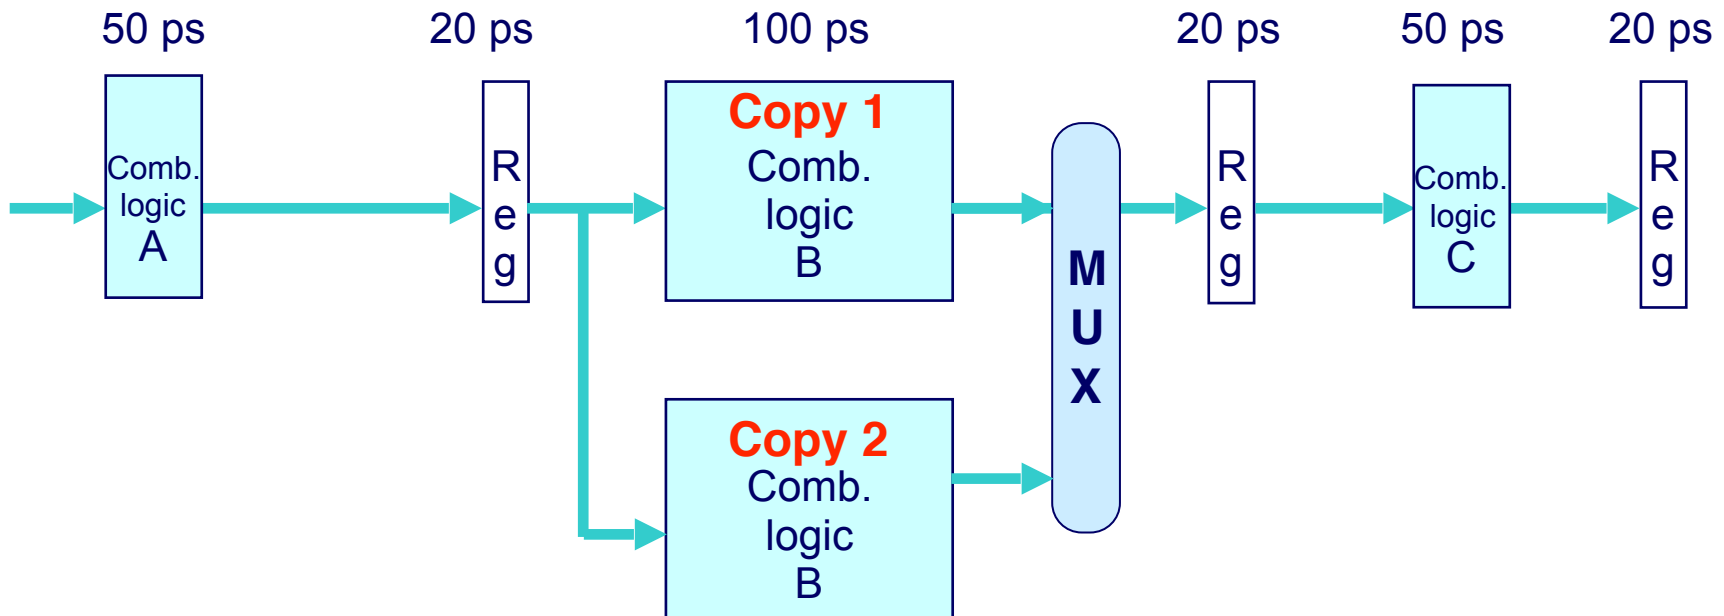 50 ps
20 ps
100 ps
20 ps
50 ps
20 ps
Comb.
logic
A
R
e
g
Copy 1
Comb.
logic
B
M
U
X
R
e
g
Comb.
logic
C
R
e
g
Copy 2
Comb.
logic
B